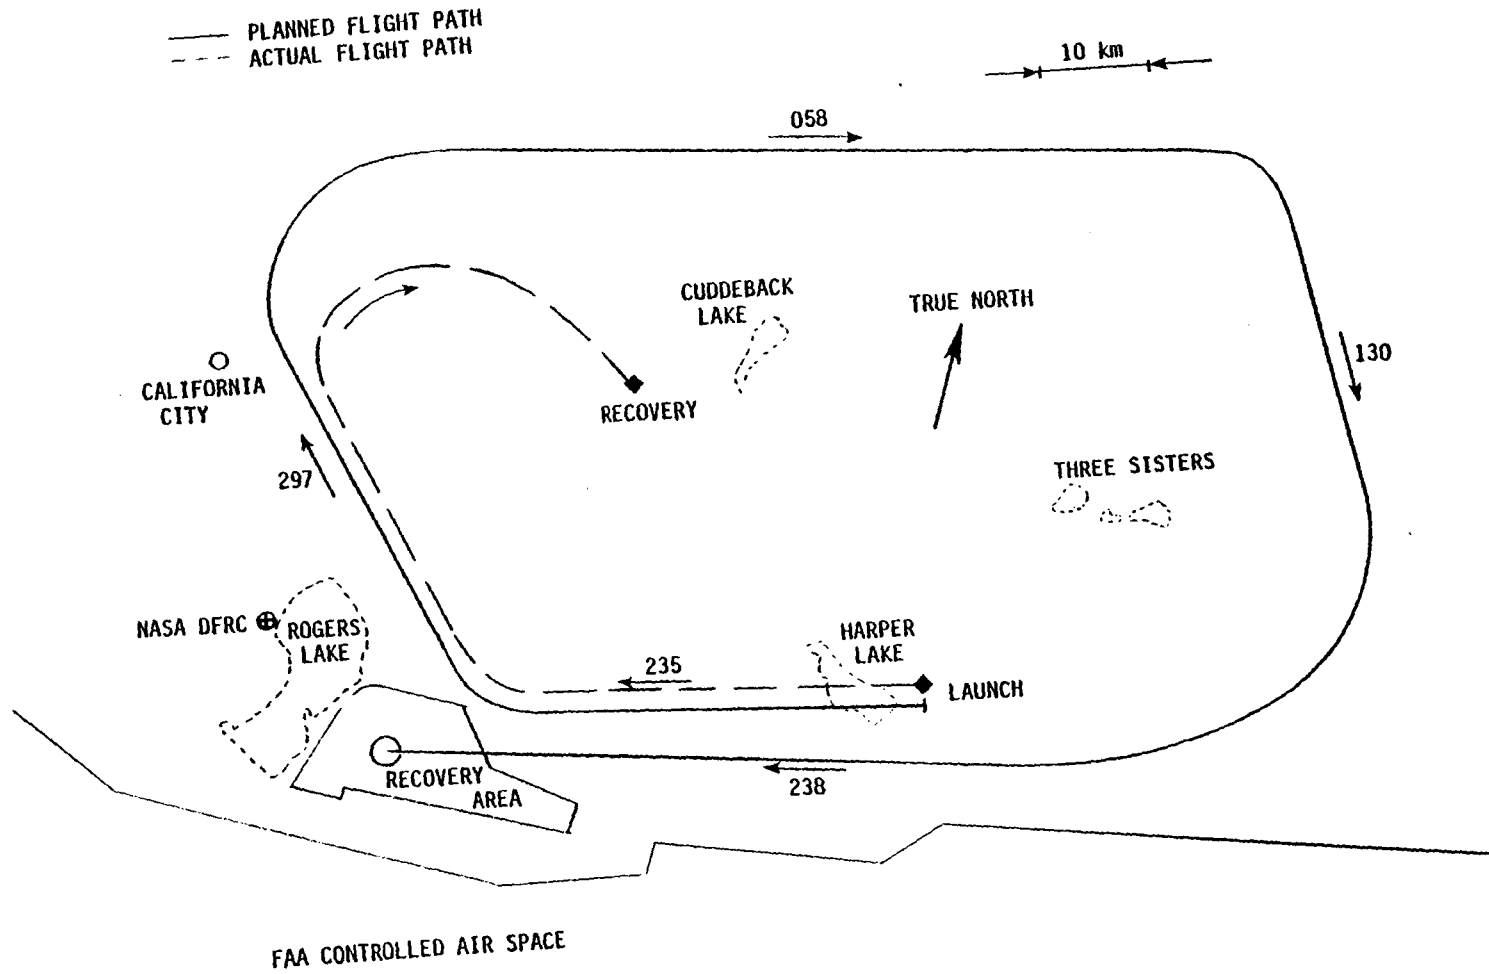 PLANNED FLIGHT PATH
ACTUAL FLIGHT PATH
10 km
058
CUDDEBACK
LAKE
TRUE NORTH
130
CALIFORNIA
CITY
RECOVERY
297
THREE SISTERS
NASA DFRC
ROGERS
LAKE
HARPER
LAKE
235
LAUNCH
RECOVERY
AREA
238
FAA CONTROLLED AIR SPACE